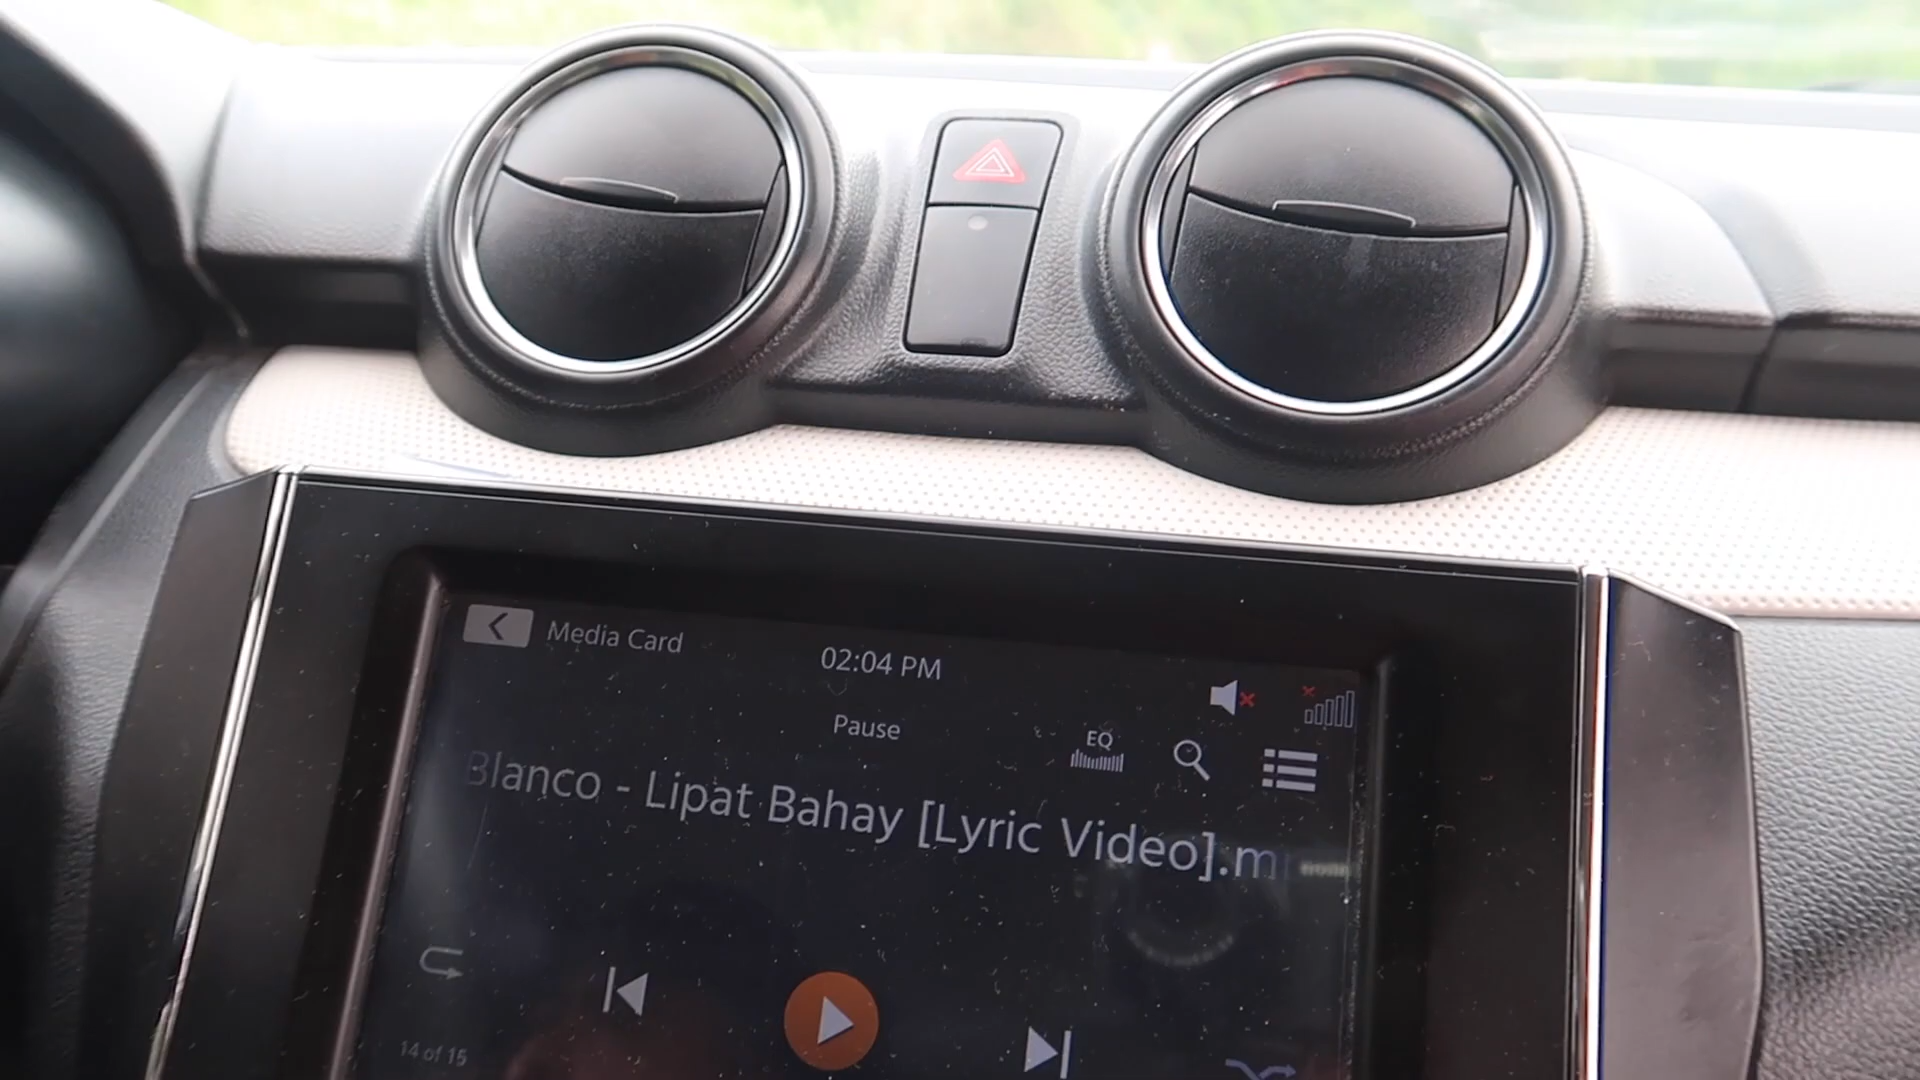 Media Card
02:04 PM
Pause
EQ
Blanco - Lipat Bahay [Lyric Video].m
14 of 15